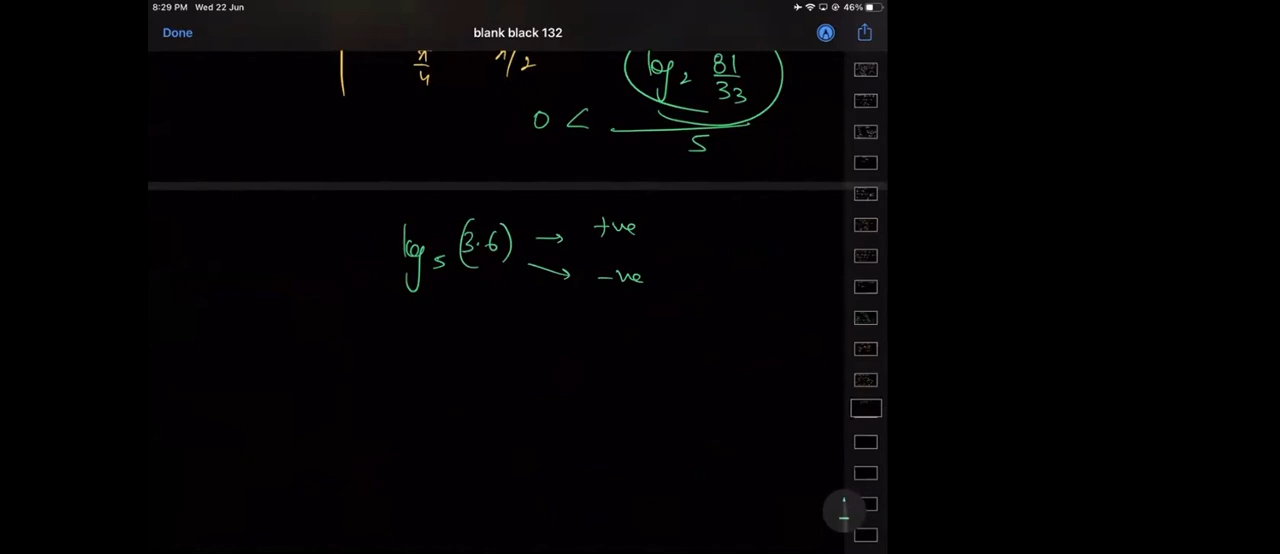 8:29 PM Wed 22 Jun 46%
Done blank black 132
π/4 π/2 log₂ 81/33
0 < 5
log₅ (3.6) → +ve
→ -ve